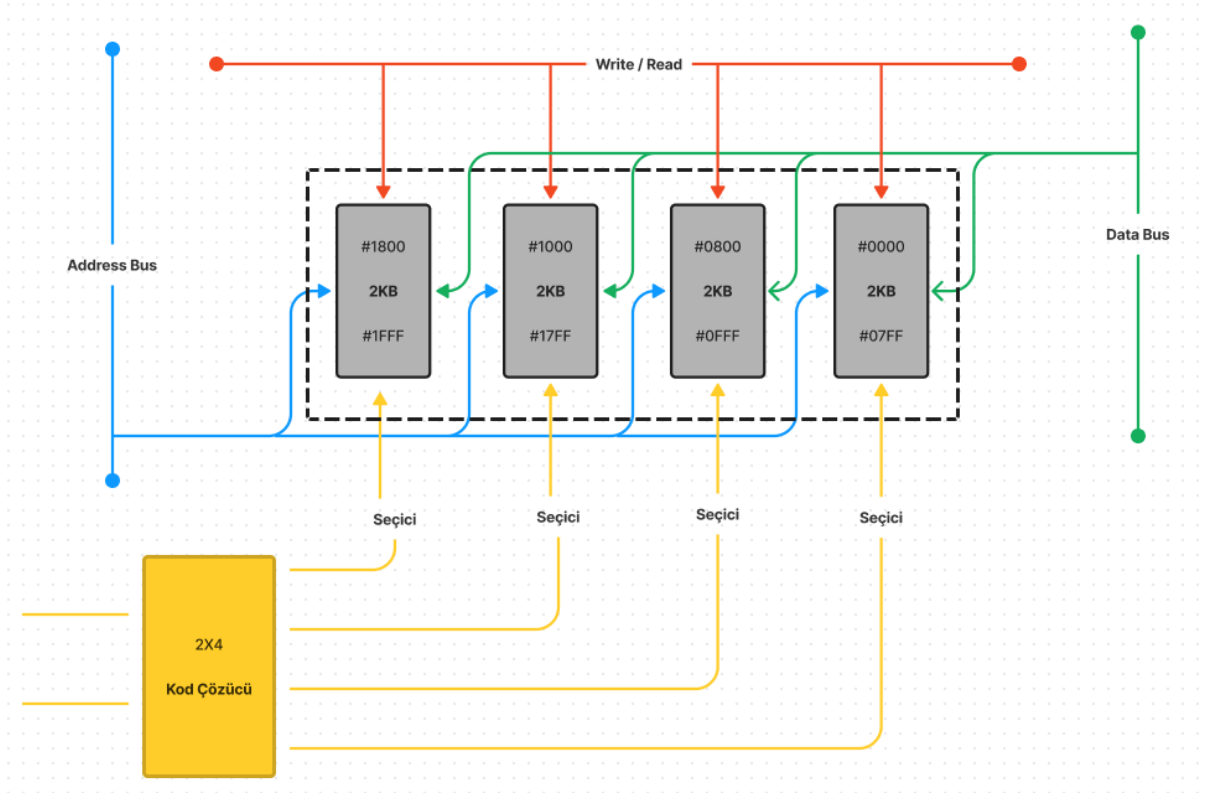 Write / Read
Data Bus
Address Bus
#1800
2KB
#1FFF
#1000
2KB
#17FF
#0800
2KB
#0FFF
#0000
2KB
#07FF
Seçici
Seçici
Seçici
Seçici
2X4
Kod Çözücü